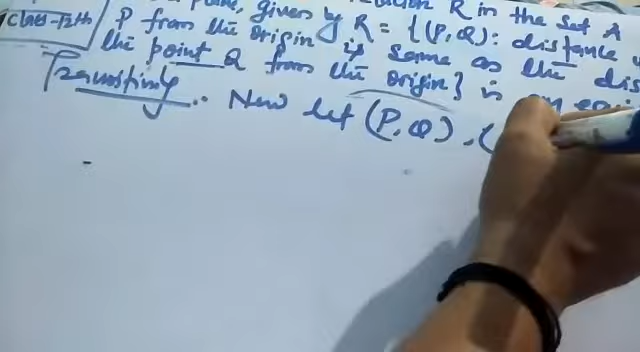 plane, given by R = {(P, Q): distance
Class-12th P from the origin is same as the dis
the point Q from the origin} is an equi
Transitivity:. Now let (P, Q), (